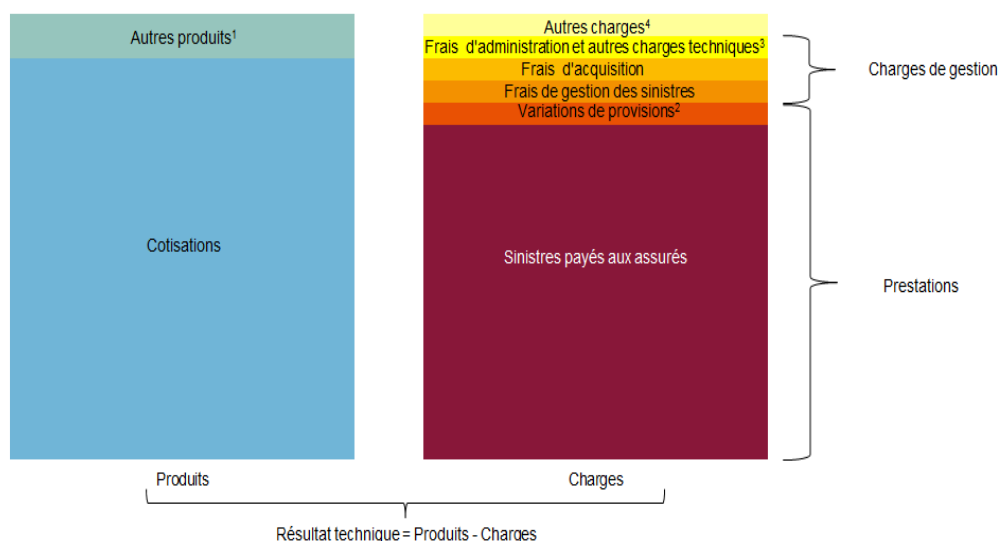 Autres produits¹
Cotisations
Autres charges⁴
Frais d'administration et autres charges techniques³
Frais d'acquisition
Frais de gestion des sinistres
Variations de provisions²
Sinistres payés aux assurés
Charges de gestion
Prestations
Produits
Charges
Résultat technique = Produits - Charges